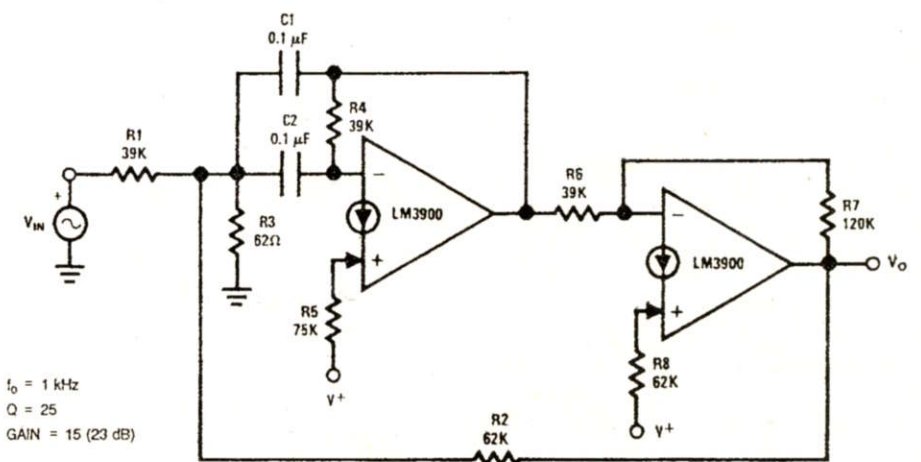 C1
0.1 μF
R4
39K
C2
0.1 μF
R1
39K
R6
39K
−
LM3900
+
VIN
+
R3
62Ω
R7
120K
−
LM3900
+
Vo
R5
75K
V+
R8
62K
V+
fo = 1 kHz
Q = 25
GAIN = 15 (23 dB)
R2
62K